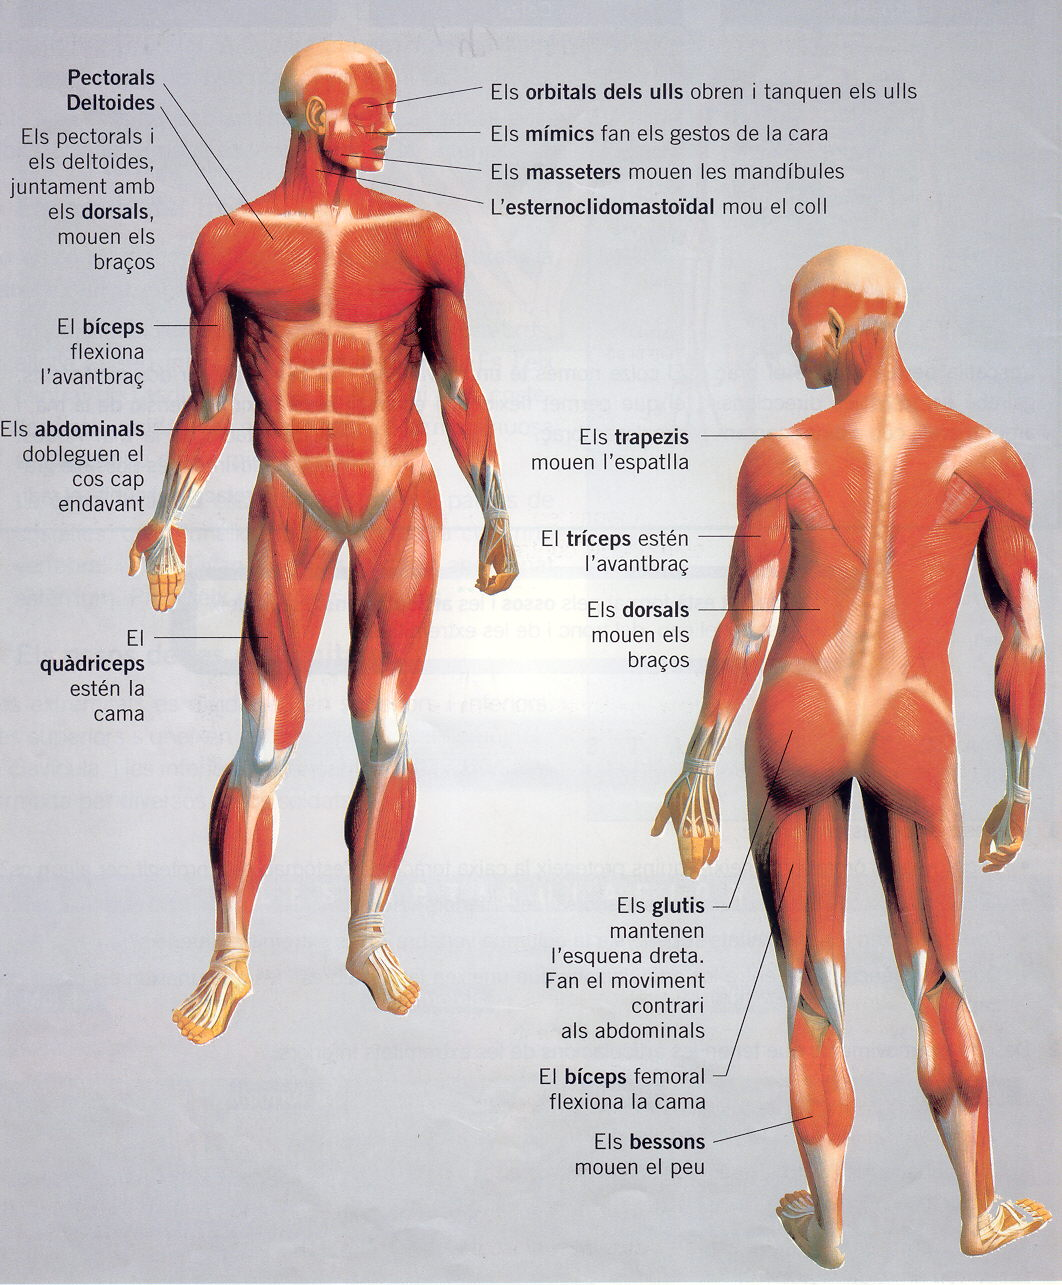 Pectorals
Deltoides
Els pectorals i
els deltoides,
juntament amb
els dorsals,
mouen els
braços
El bíceps
flexiona
l'avantbraç
Els abdominals
dobleguen el
cos cap
endavant
El
quàdriceps
estén la
cama
Els orbitals dels ulls obren i tanquen els ulls
Els mímics fan els gestos de la cara
Els masseters mouen les mandíbules
L'esternoclidomastoïdal mou el coll
Els trapezis
mouen l'espatlla
El tríceps estén
l'avantbraç
Els dorsals
mouen els
braços
Els glutis
mantenen
l'esquena dreta.
Fan el moviment
contrari
als abdominals
El bíceps femoral
flexiona la cama
Els bessons
mouen el peu